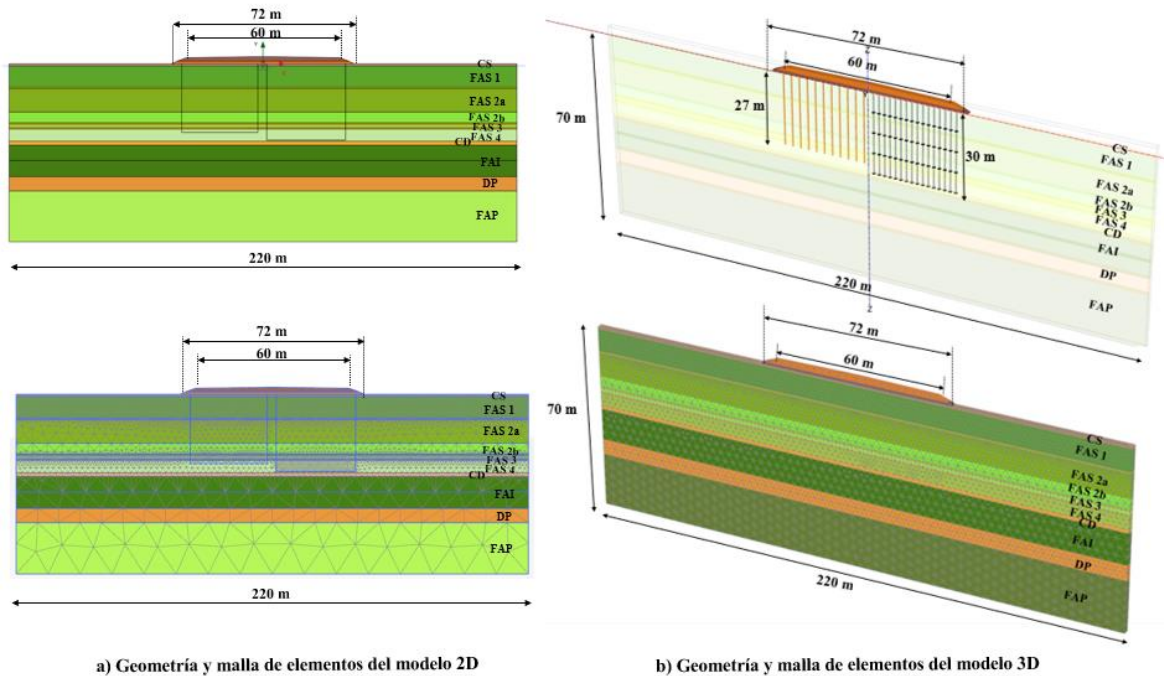 72 m
60 m
CS
FAS 1
FAS 2a
FAS 2b
FAS 3
FAS 4
CD
FAI
DP
FAP
220 m
72 m
60 m
27 m
70 m
30 m
CS
FAS 1
FAS 2a
FAS 2b
FAS 3
FAS 4
CD
FAI
DP
FAP
220 m
72 m
60 m
CS
FAS 1
FAS 2a
FAS 2b
FAS 3
FAS 4
CD
FAI
DP
FAP
220 m
72 m
60 m
70 m
CS
FAS 1
FAS 2a
FAS 2b
FAS 3
FAS 4
CD
FAI
DP
FAP
220 m
a) Geometría y malla de elementos del modelo 2D
b) Geometría y malla de elementos del modelo 3D